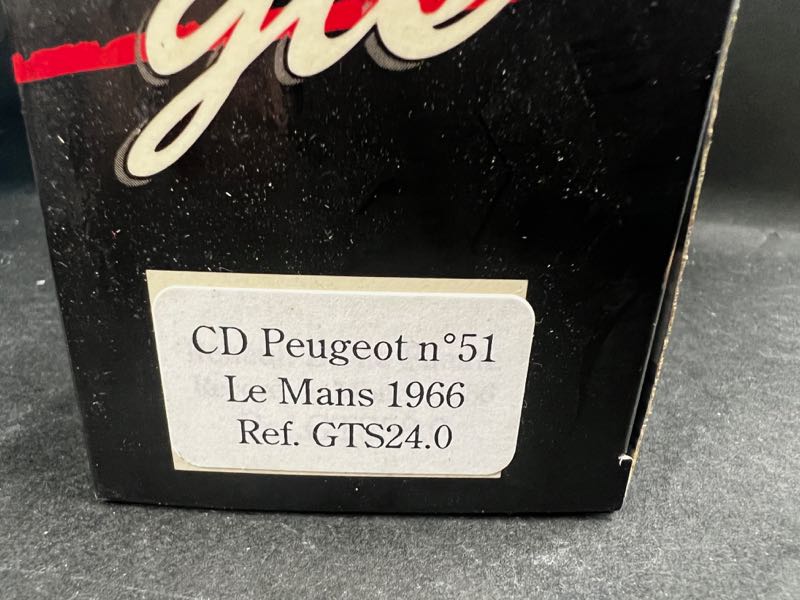 CD Peugeot n°51
Le Mans 1966
Ref. GTS24.0